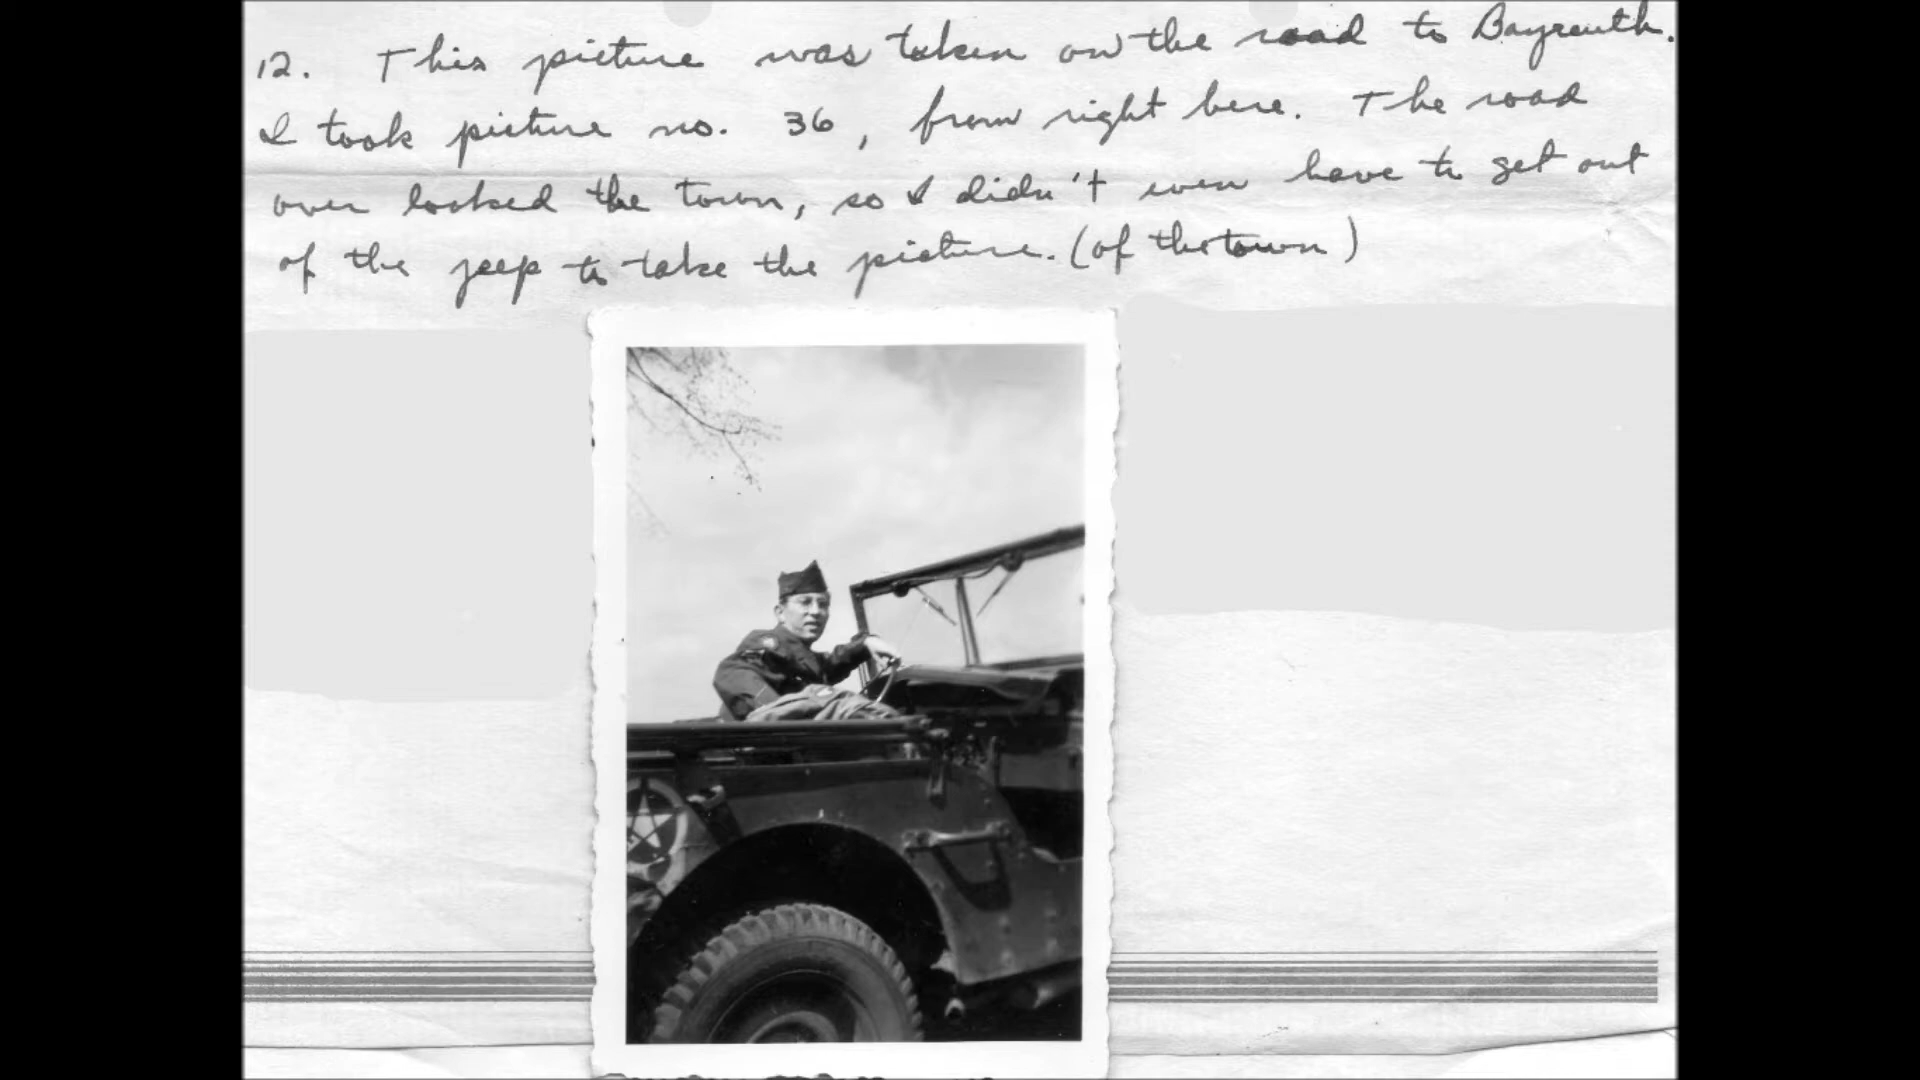 12. This picture was taken on the road to Bayreuth.
I took picture no. 36, from right here. The road
over looked the town, so I didn't even have to get out
of the jeep to take the picture. (of the town)